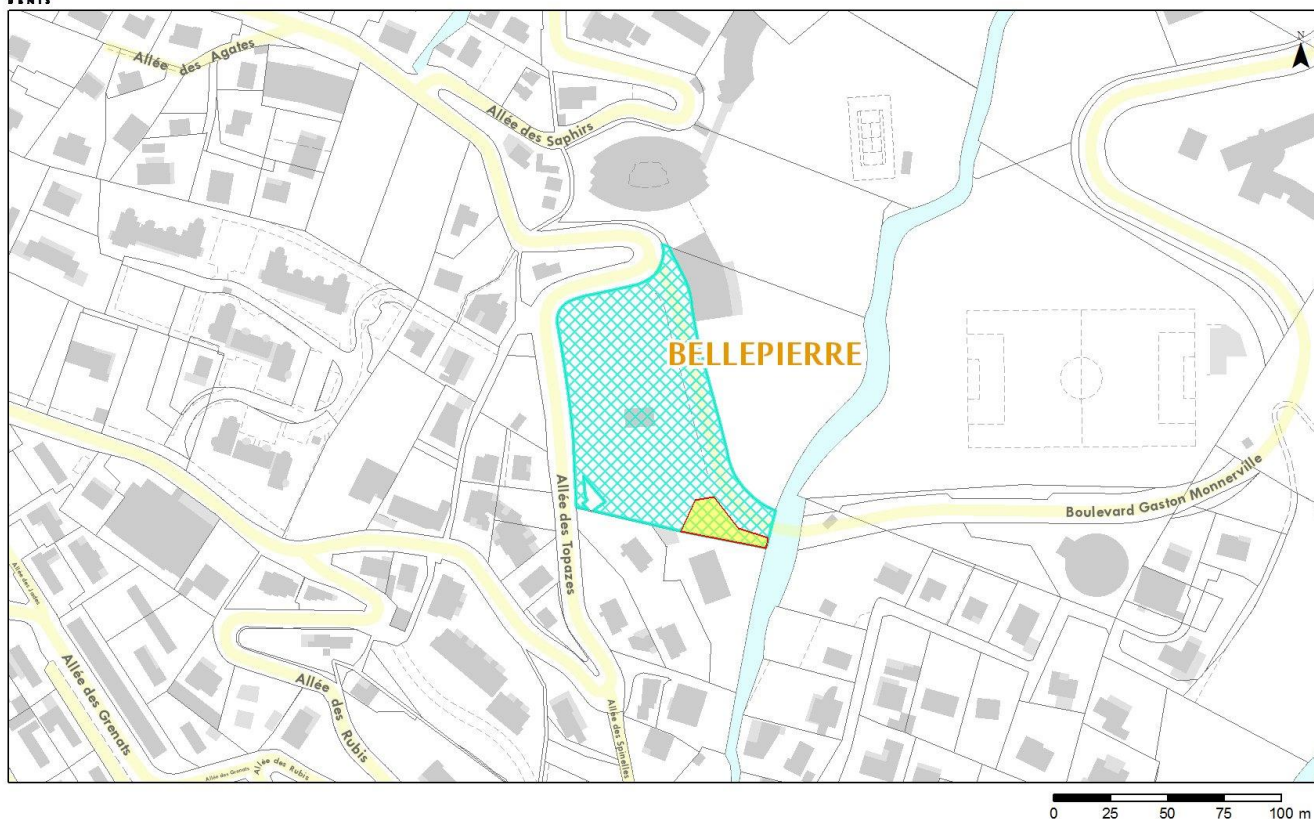 Allée des Agates
Allée des Saphirs
N
BELLEPIERRE
Allée des Topazes
Boulevard Gaston Monnerville
Allée des Grenats
Allée des Rubis
Allée des Grenats
Allée des Rubis
Allée des Spinelles
0 25 50 75 100 m